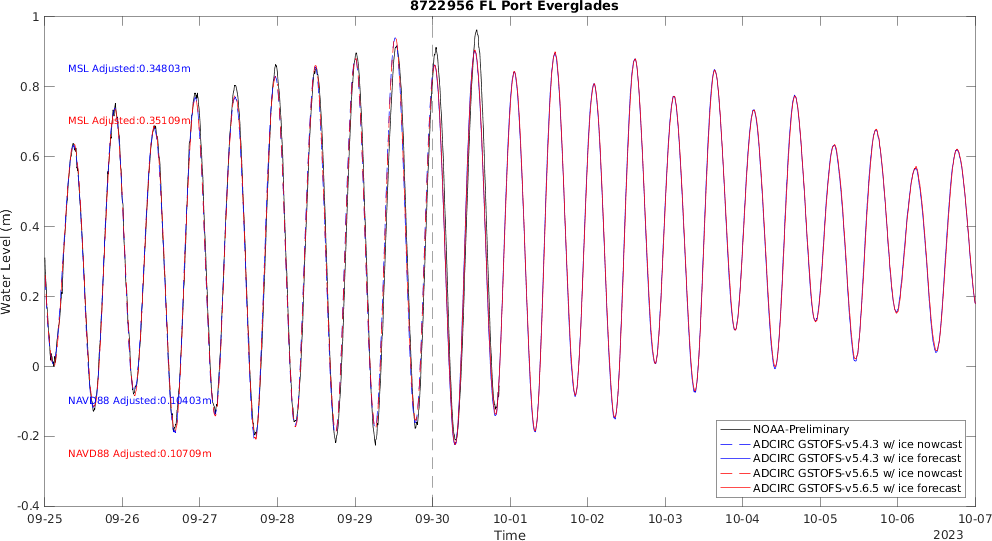 8722956 FL Port Everglades
1
0.8
0.6
0.4
0.2
0
-0.2
-0.4
Water Level (m)
MSL Adjusted:0.34803m
MSL Adjusted:0.35109m
NAVD88 Adjusted:0.10403m
NAVD88 Adjusted:0.10709m
NOAA-Preliminary
ADCIRC GSTOFS-v5.4.3 w/ ice nowcast
ADCIRC GSTOFS-v5.4.3 w/ ice forecast
ADCIRC GSTOFS-v5.6.5 w/ ice nowcast
ADCIRC GSTOFS-v5.6.5 w/ ice forecast
09-25 09-26 09-27 09-28 09-29 09-30 10-01 10-02 10-03 10-04 10-05 10-06 10-07
Time
2023